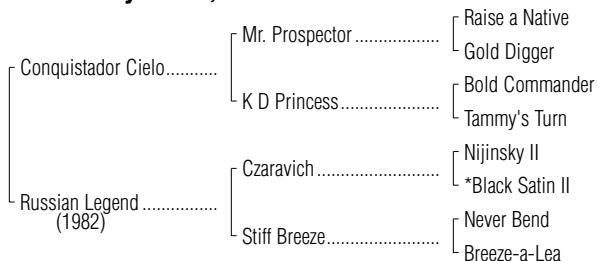 Raise a Native
Mr. Prospector ....................
Gold Digger
Conquistador Cielo...........
Bold Commander
K D Princess.......................
Tammy's Turn
Nijinsky II
Czaravich ............................
*Black Satin II
Russian Legend ................
(1982)
Never Bend
Stiff Breeze..........................
Breeze-a-Lea